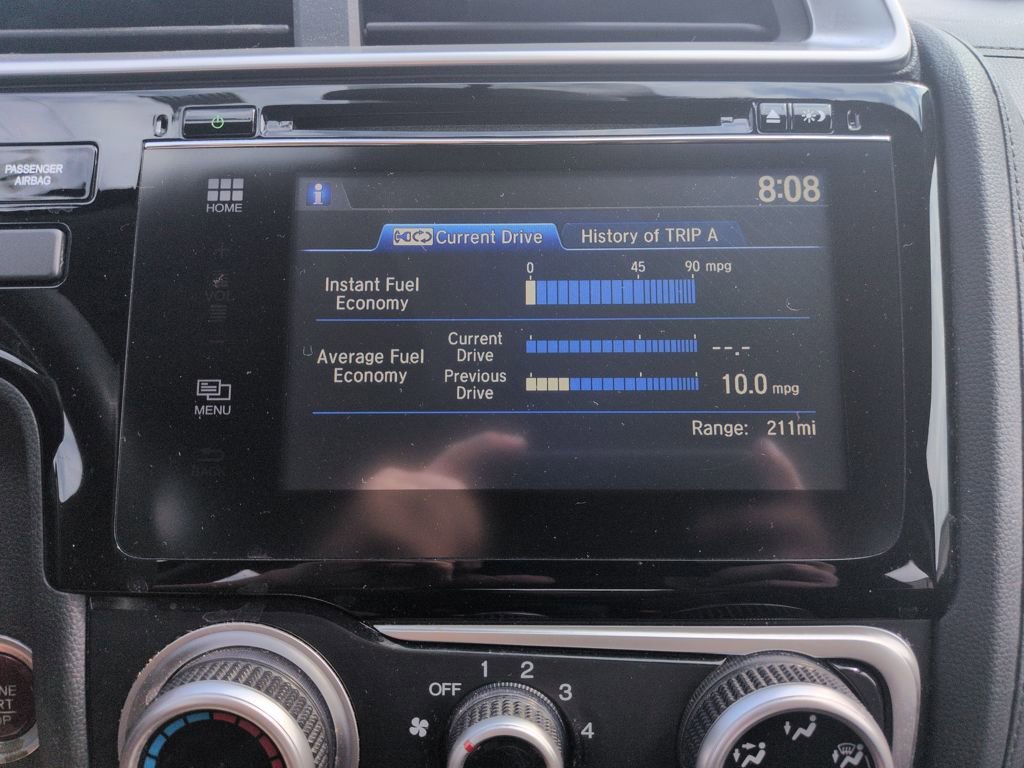 PASSENGER
AIRBAG
HOME
i
8:08
Current Drive
History of TRIP A
0 45 90 mpg
Instant Fuel
Economy
VOL
Average Fuel
Economy
Current
Drive
--.-
Previous
Drive
10.0 mpg
MENU
Range: 211mi
OFF 1 2 3 4